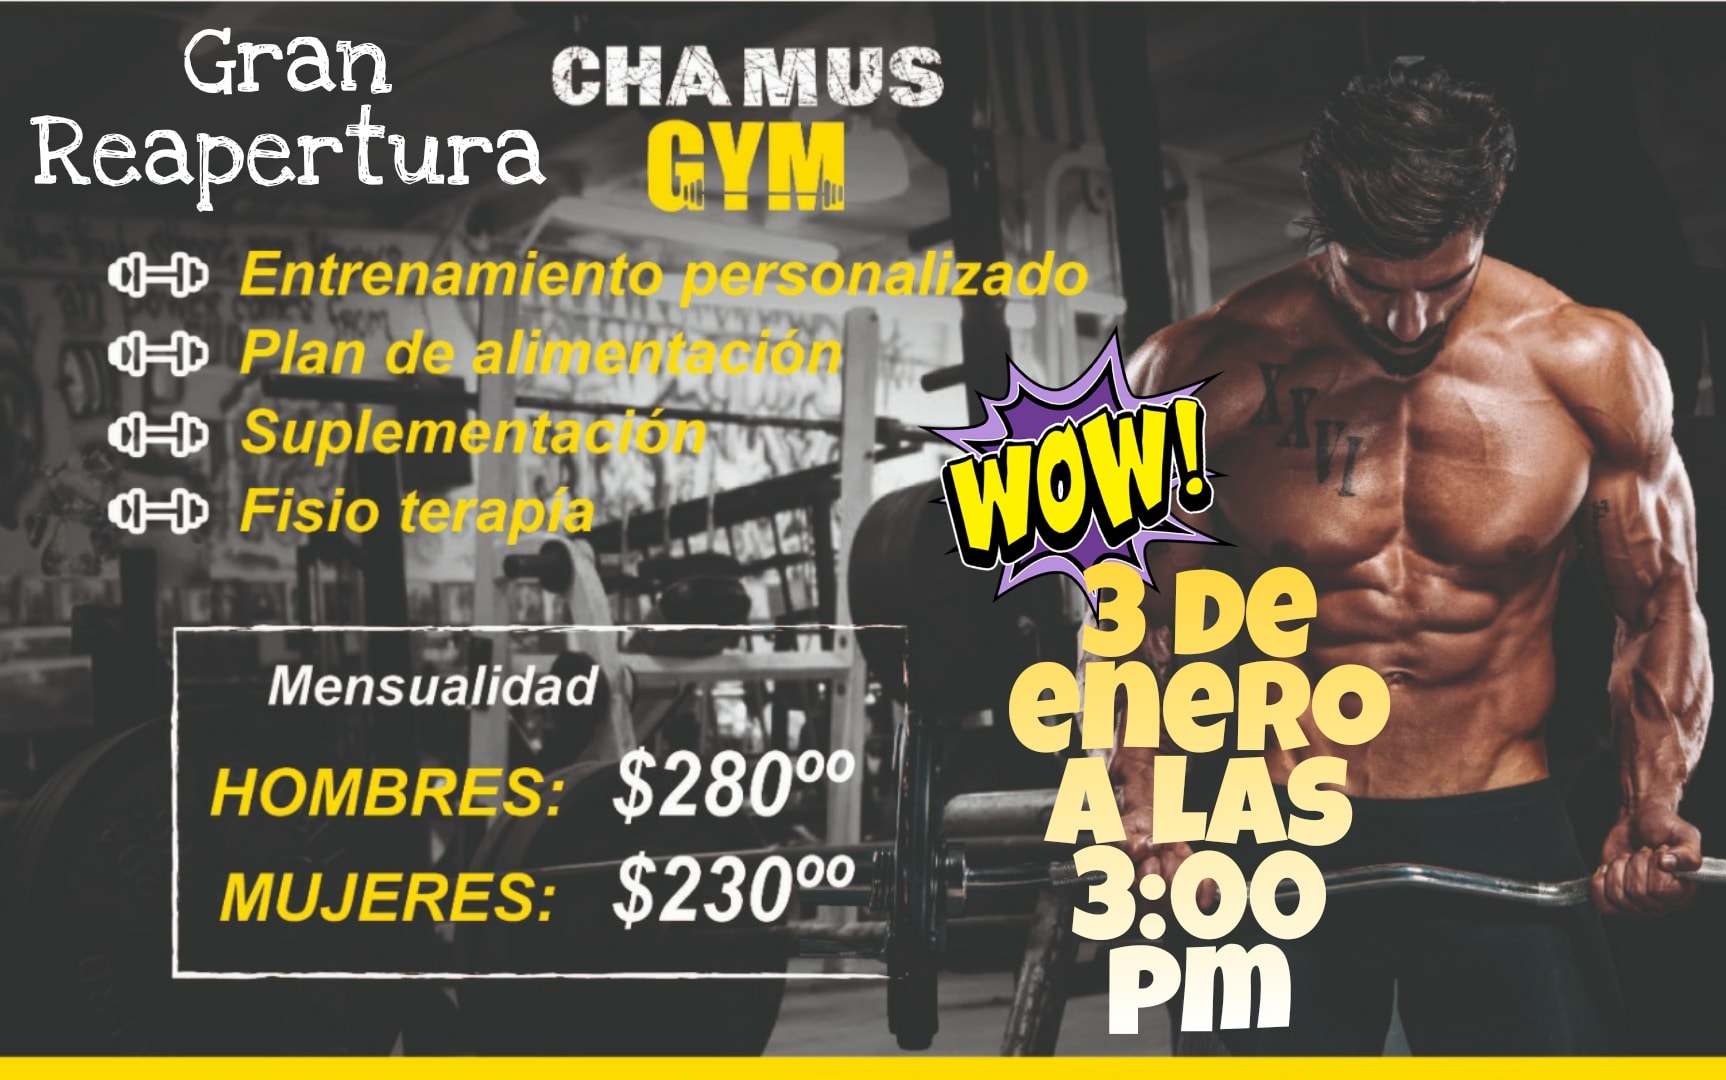 Gran
Reapertura
CHAMUS
GYM
Entrenamiento personalizado
Plan de alimentación
Suplementación
Fisio terapía
WOW!
XXVI
Mensualidad
HOMBRES: $280ºº
MUJERES: $230ºº
3 De
enero
A LAS
3:00
pm